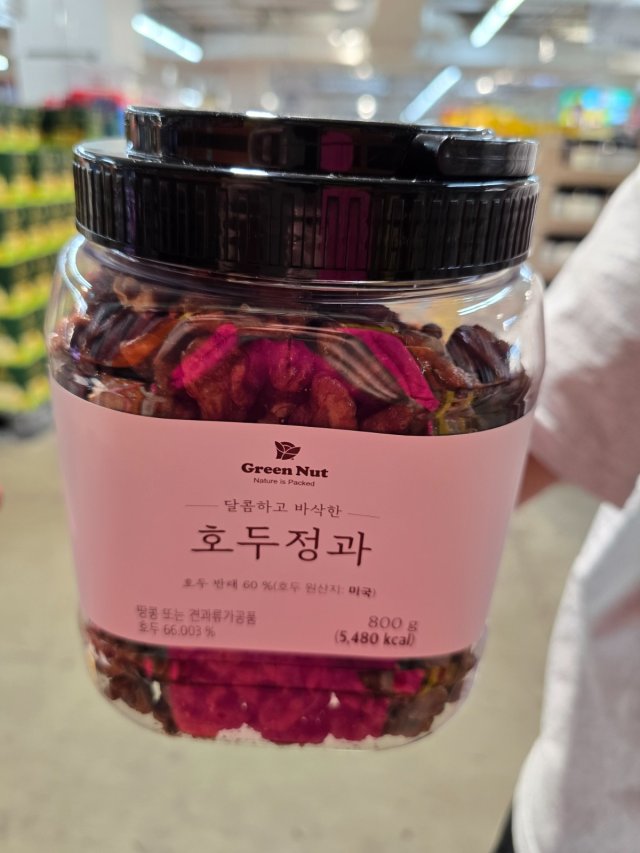 Green Nut
Nature is Packed
달콤하고 바삭한
호두정과
호두 반태 60 %(호두 원산지: 미국)
땅콩 또는 견과류가공품
호두 66.003 %
800 g
(5,480 kcal)